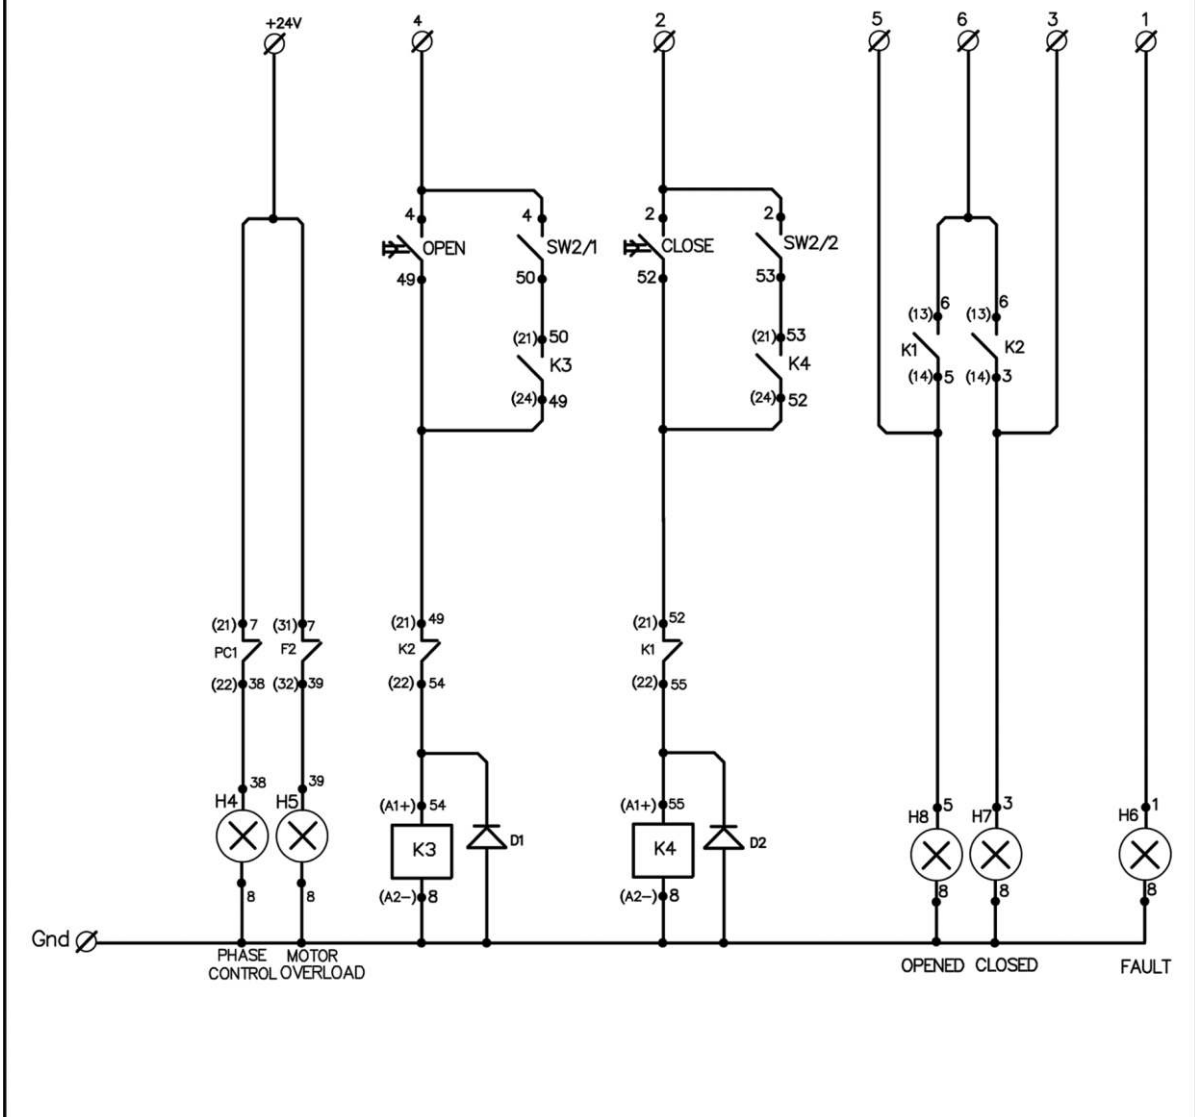 +24V 4 2 5 6 3 1
4 4 2 2
OPEN SW2/1 CLOSE SW2/2
49 50 52 53
6 6
(13) (13)
(21) 50 (21) 53
K1 K2
K3 K4
(14) 5 (14) 3
(24) 49 (24) 52
(21) 7 (31) 7 (21) 49 (21) 52
PC1 F2 K2 K1
(22) 38 (32) 39 (22) 54 (22) 55
38 39
H4 H5 (A1+) 54 (A1+) 55 5 3 1
H8 H7 H6
K3 D1 K4 D2
8 8 (A2-) 8 (A2-) 8 8 8 8
Gnd
PHASE MOTOR
CONTROL OVERLOAD OPENED CLOSED FAULT